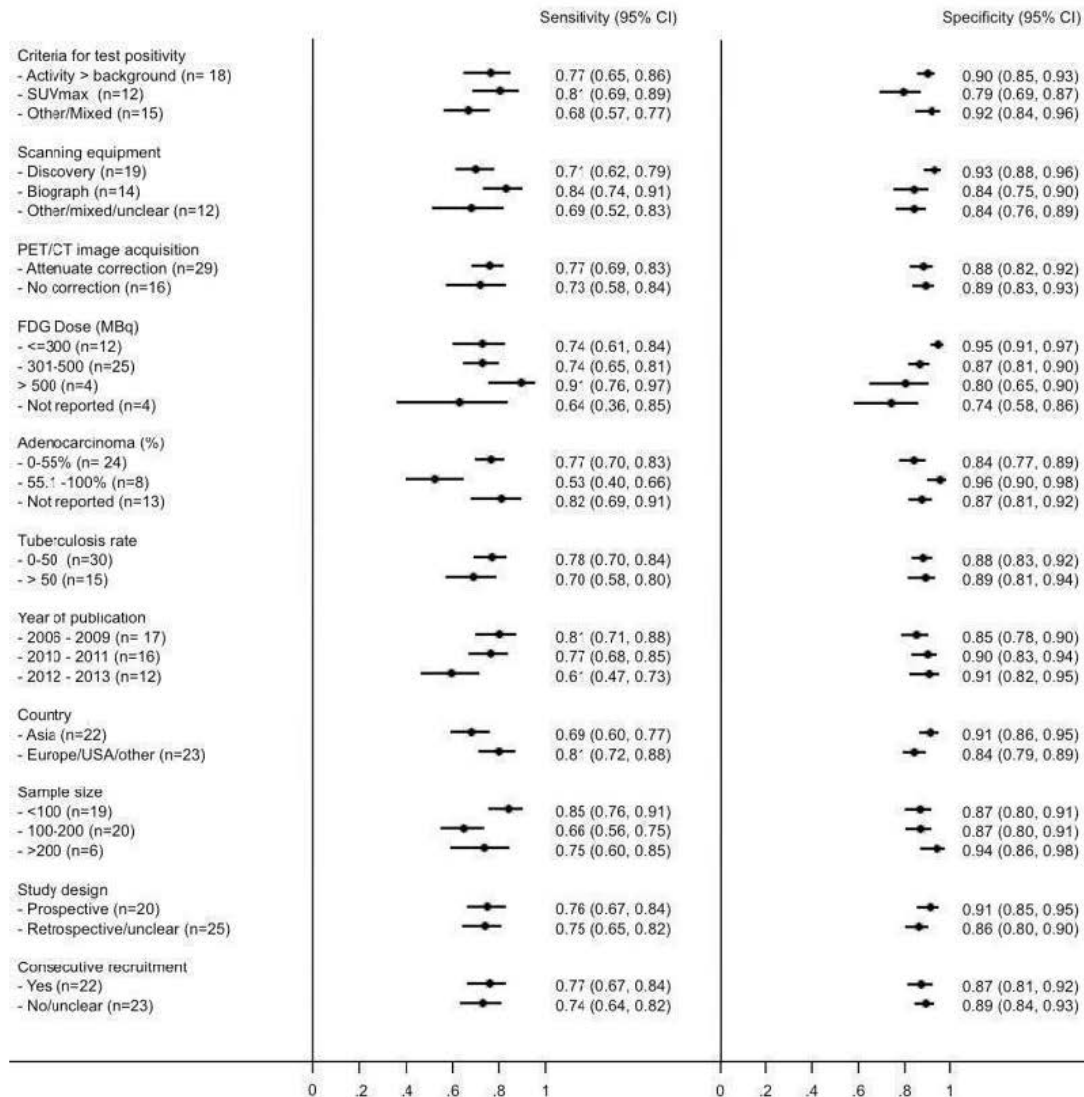 Sensitivity (95% CI) Specificity (95% CI)
Criteria for test positivity
- Activity > background (n= 18) 0.77 (0.65, 0.86) 0.90 (0.85, 0.93)
- SUVmax (n=12) 0.81 (0.69, 0.89) 0.79 (0.69, 0.87)
- Other/Mixed (n=15) 0.68 (0.57, 0.77) 0.92 (0.84, 0.96)
Scanning equipment
- Discovery (n=19) 0.71 (0.62, 0.79) 0.93 (0.88, 0.96)
- Biograph (n=14) 0.84 (0.74, 0.91) 0.84 (0.75, 0.90)
- Other/mixed/unclear (n=12) 0.69 (0.52, 0.83) 0.84 (0.76, 0.89)
PET/CT image acquisition
- Attenuate correction (n=29) 0.77 (0.69, 0.83) 0.88 (0.82, 0.92)
- No correction (n=16) 0.73 (0.58, 0.84) 0.89 (0.83, 0.93)
FDG Dose (MBq)
- <=300 (n=12) 0.74 (0.61, 0.84) 0.95 (0.91, 0.97)
- 301-500 (n=25) 0.74 (0.65, 0.81) 0.87 (0.81, 0.90)
> 500 (n=4) 0.91 (0.76, 0.97) 0.80 (0.65, 0.90)
- Not reported (n=4) 0.64 (0.36, 0.85) 0.74 (0.58, 0.86)
Adenocarcinoma (%)
- 0-55% (n= 24) 0.77 (0.70, 0.83) 0.84 (0.77, 0.89)
- 55.1 -100% (n=8) 0.53 (0.40, 0.66) 0.96 (0.90, 0.98)
- Not reported (n=13) 0.82 (0.69, 0.91) 0.87 (0.81, 0.92)
Tuberculosis rate
- 0-50 (n=30) 0.78 (0.70, 0.84) 0.88 (0.83, 0.92)
- > 50 (n=15) 0.70 (0.58, 0.80) 0.89 (0.81, 0.94)
Year of publication
- 2006 - 2009 (n= 17) 0.81 (0.71, 0.88) 0.85 (0.78, 0.90)
- 2010 - 2011 (n=16) 0.77 (0.68, 0.85) 0.90 (0.83, 0.94)
- 2012 - 2013 (n=12) 0.61 (0.47, 0.73) 0.91 (0.82, 0.95)
Country
- Asia (n=22) 0.69 (0.60, 0.77) 0.91 (0.86, 0.95)
- Europe/USA/other (n=23) 0.81 (0.72, 0.88) 0.84 (0.79, 0.89)
Sample size
- <100 (n=19) 0.85 (0.76, 0.91) 0.87 (0.80, 0.91)
- 100-200 (n=20) 0.66 (0.56, 0.75) 0.87 (0.80, 0.91)
- >200 (n=6) 0.75 (0.60, 0.85) 0.94 (0.86, 0.98)
Study design
- Prospective (n=20) 0.76 (0.67, 0.84) 0.91 (0.85, 0.95)
- Retrospective/unclear (n=25) 0.75 (0.65, 0.82) 0.86 (0.80, 0.90)
Consecutive recruitment
- Yes (n=22) 0.77 (0.67, 0.84) 0.87 (0.81, 0.92)
- No/unclear (n=23) 0.74 (0.64, 0.82) 0.89 (0.84, 0.93)
0 .2 .4 .6 .8 1 0 .2 .4 .6 .8 1